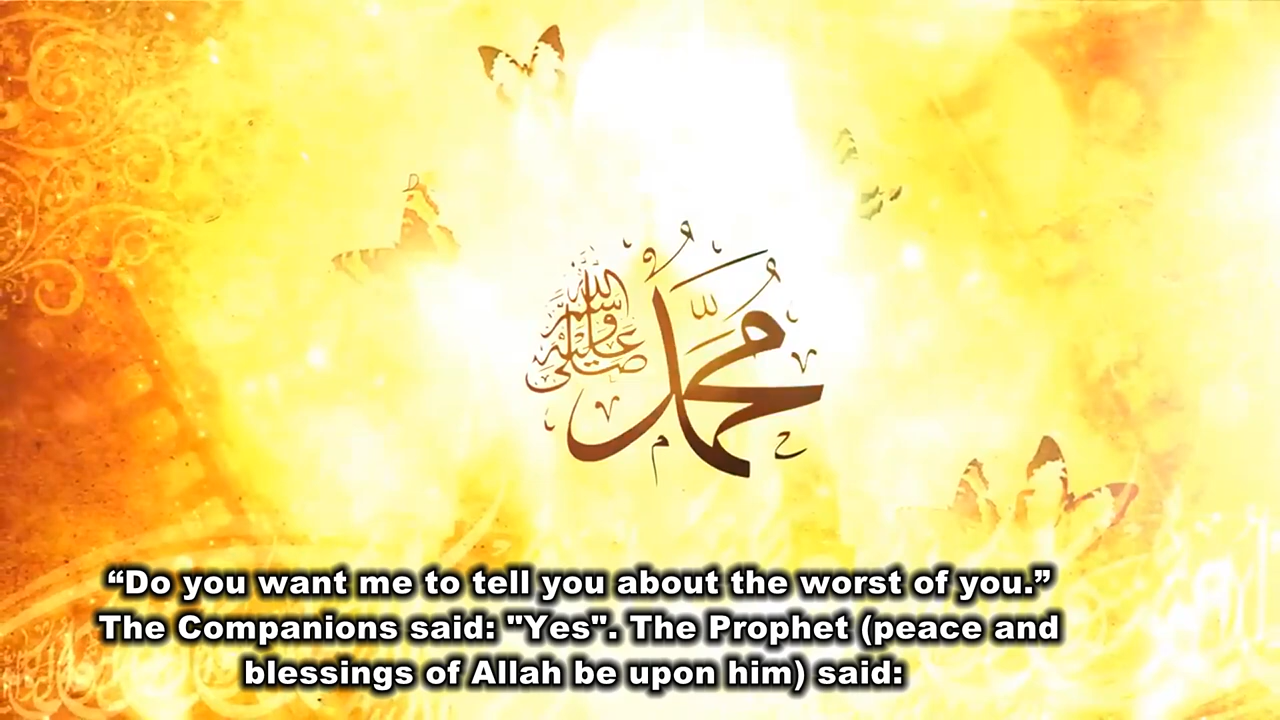 مُحَمَّدٌ
صلى الله عليه وسلم
“Do you want me to tell you about the worst of you.”
The Companions said: "Yes". The Prophet (peace and
blessings of Allah be upon him) said: